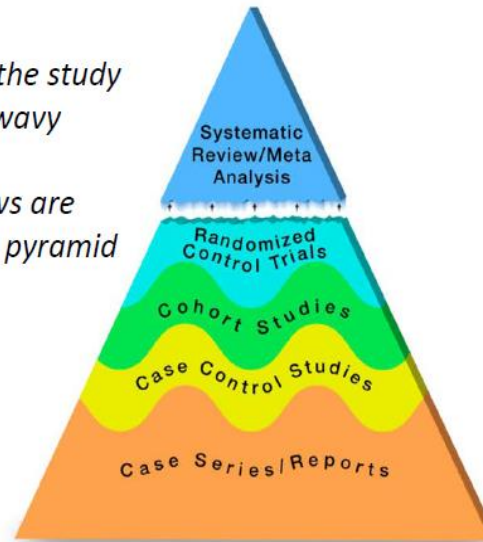 the study
wavy
ws are
pyramid
Systematic
Review/Meta
Analysis
Randomized
Control Trials
Cohort Studies
Case Control Studies
Case Series/Reports